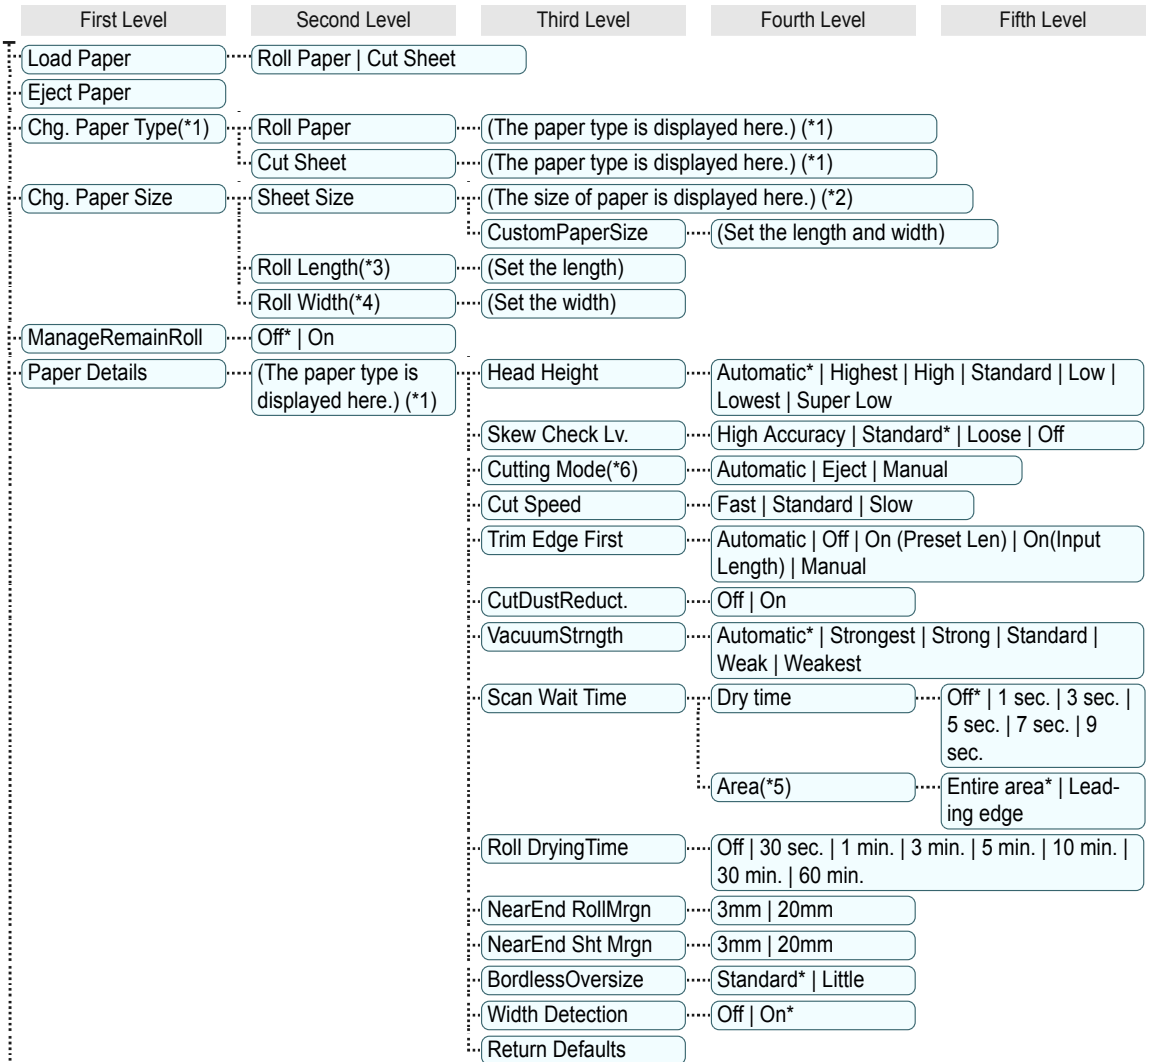 First Level Second Level Third Level Fourth Level Fifth Level
Load Paper Roll Paper | Cut Sheet
Eject Paper
Chg. Paper Type(*1) Roll Paper (The paper type is displayed here.) (*1)
Cut Sheet (The paper type is displayed here.) (*1)
Chg. Paper Size Sheet Size (The size of paper is displayed here.) (*2)
CustomPaperSize (Set the length and width)
Roll Length(*3) (Set the length)
Roll Width(*4) (Set the width)
ManageRemainRoll Off* | On
Paper Details (The paper type is
displayed here.) (*1)
Head Height Automatic* | Highest | High | Standard | Low |
Lowest | Super Low
Skew Check Lv. High Accuracy | Standard* | Loose | Off
Cutting Mode(*6) Automatic | Eject | Manual
Cut Speed Fast | Standard | Slow
Trim Edge First Automatic | Off | On (Preset Len) | On(Input
Length) | Manual
CutDustReduct. Off | On
VacuumStrngth Automatic* | Strongest | Strong | Standard |
Weak | Weakest
Scan Wait Time Dry time Off* | 1 sec. | 3 sec. |
5 sec. | 7 sec. | 9
sec.
Area(*5) Entire area* | Lead-
ing edge
Roll DryingTime Off | 30 sec. | 1 min. | 3 min. | 5 min. | 10 min. |
30 min. | 60 min.
NearEnd RollMrgn 3mm | 20mm
NearEnd Sht Mrgn 3mm | 20mm
BordlessOversize Standard* | Little
Width Detection Off | On*
Return Defaults